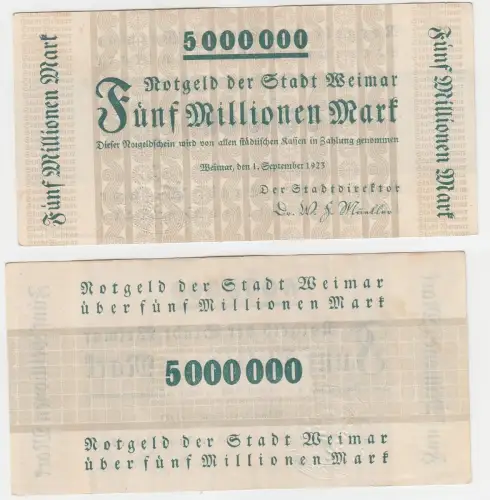 5000000
Notgeld der Stadt Weimar
Fünf Millionen Mark
Dieser Notgeldschein wird von allen städtischen Kassen in Zahlung genommen
Weimar, den 1. September 1923
Der Stadtdirektor
Dr. W. F. Mueller
Fünf Millionen Mark
Fünf Millionen Mark
Notgeld der Stadt Weimar
über fünf Millionen Mark
5000000
Notgeld der Stadt Weimar
über fünf Millionen Mark